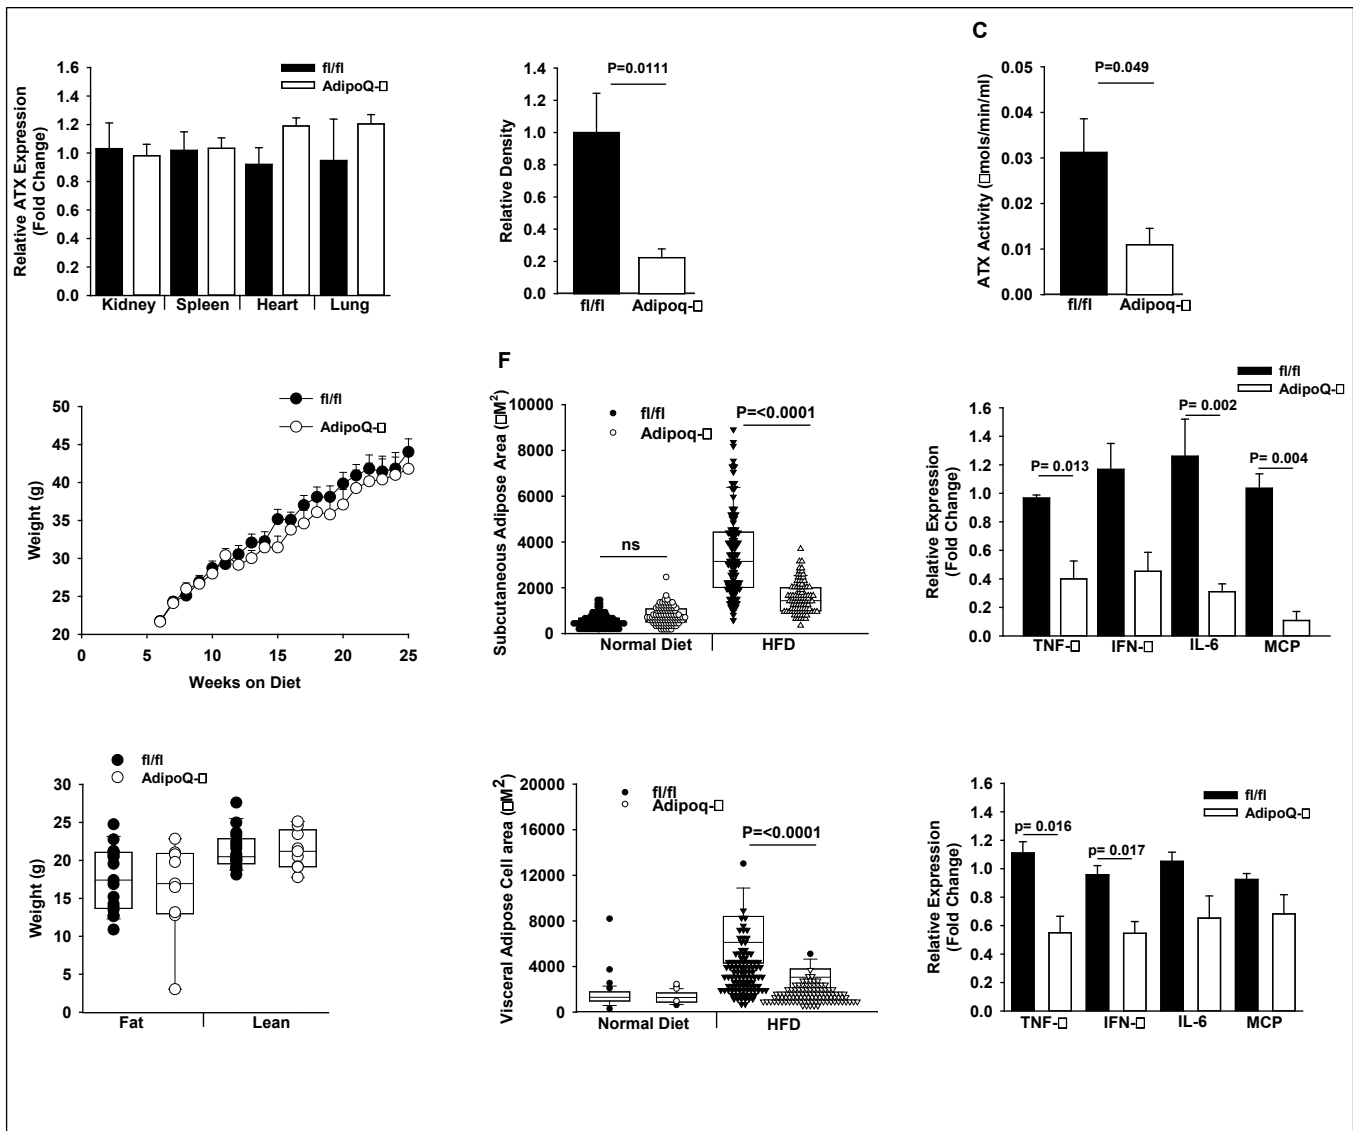 C
Relative ATX Expression
(Fold Change)
1.6
1.4
1.2
1.0
0.8
0.6
0.4
0.2
0.0
fl/fl
AdipoQ-□
Kidney
Spleen
Heart
Lung
Relative Density
1.4
1.2
1.0
0.8
0.6
0.4
0.2
0.0
P=0.0111
fl/fl
Adipoq-□
ATX Activity (□mols/min/ml)
0.05
0.04
0.03
0.02
0.01
0.00
P=0.049
fl/fl
Adipoq-□
Weight (g)
50
45
40
35
30
25
20
fl/fl
AdipoQ-□
0 5 10 15 20 25
Weeks on Diet
F
Subcutaneous Adipose Area (□M2)
10000
8000
6000
4000
2000
0
fl/fl
Adipoq-□
P=<0.0001
ns
Normal Diet
HFD
fl/fl
AdipoQ-□
Relative Expression
(Fold Change)
1.6
1.4
1.2
1.0
0.8
0.6
0.4
0.2
0.0
P= 0.013
P= 0.002
P= 0.004
TNF-□
IFN-□
IL-6
MCP
fl/fl
AdipoQ-□
Weight (g)
30
25
20
15
10
5
0
Fat
Lean
Visceral Adipose Cell area (□M2)
20000
16000
12000
8000
4000
0
fl/fl
Adipoq-□
P=<0.0001
Normal Diet
HFD
Relative Expression
(Fold Change)
1.6
1.4
1.2
1.0
0.8
0.6
0.4
0.2
0.0
fl/fl
AdipoQ-□
p= 0.016
p= 0.017
TNF-□
IFN-□
IL-6
MCP